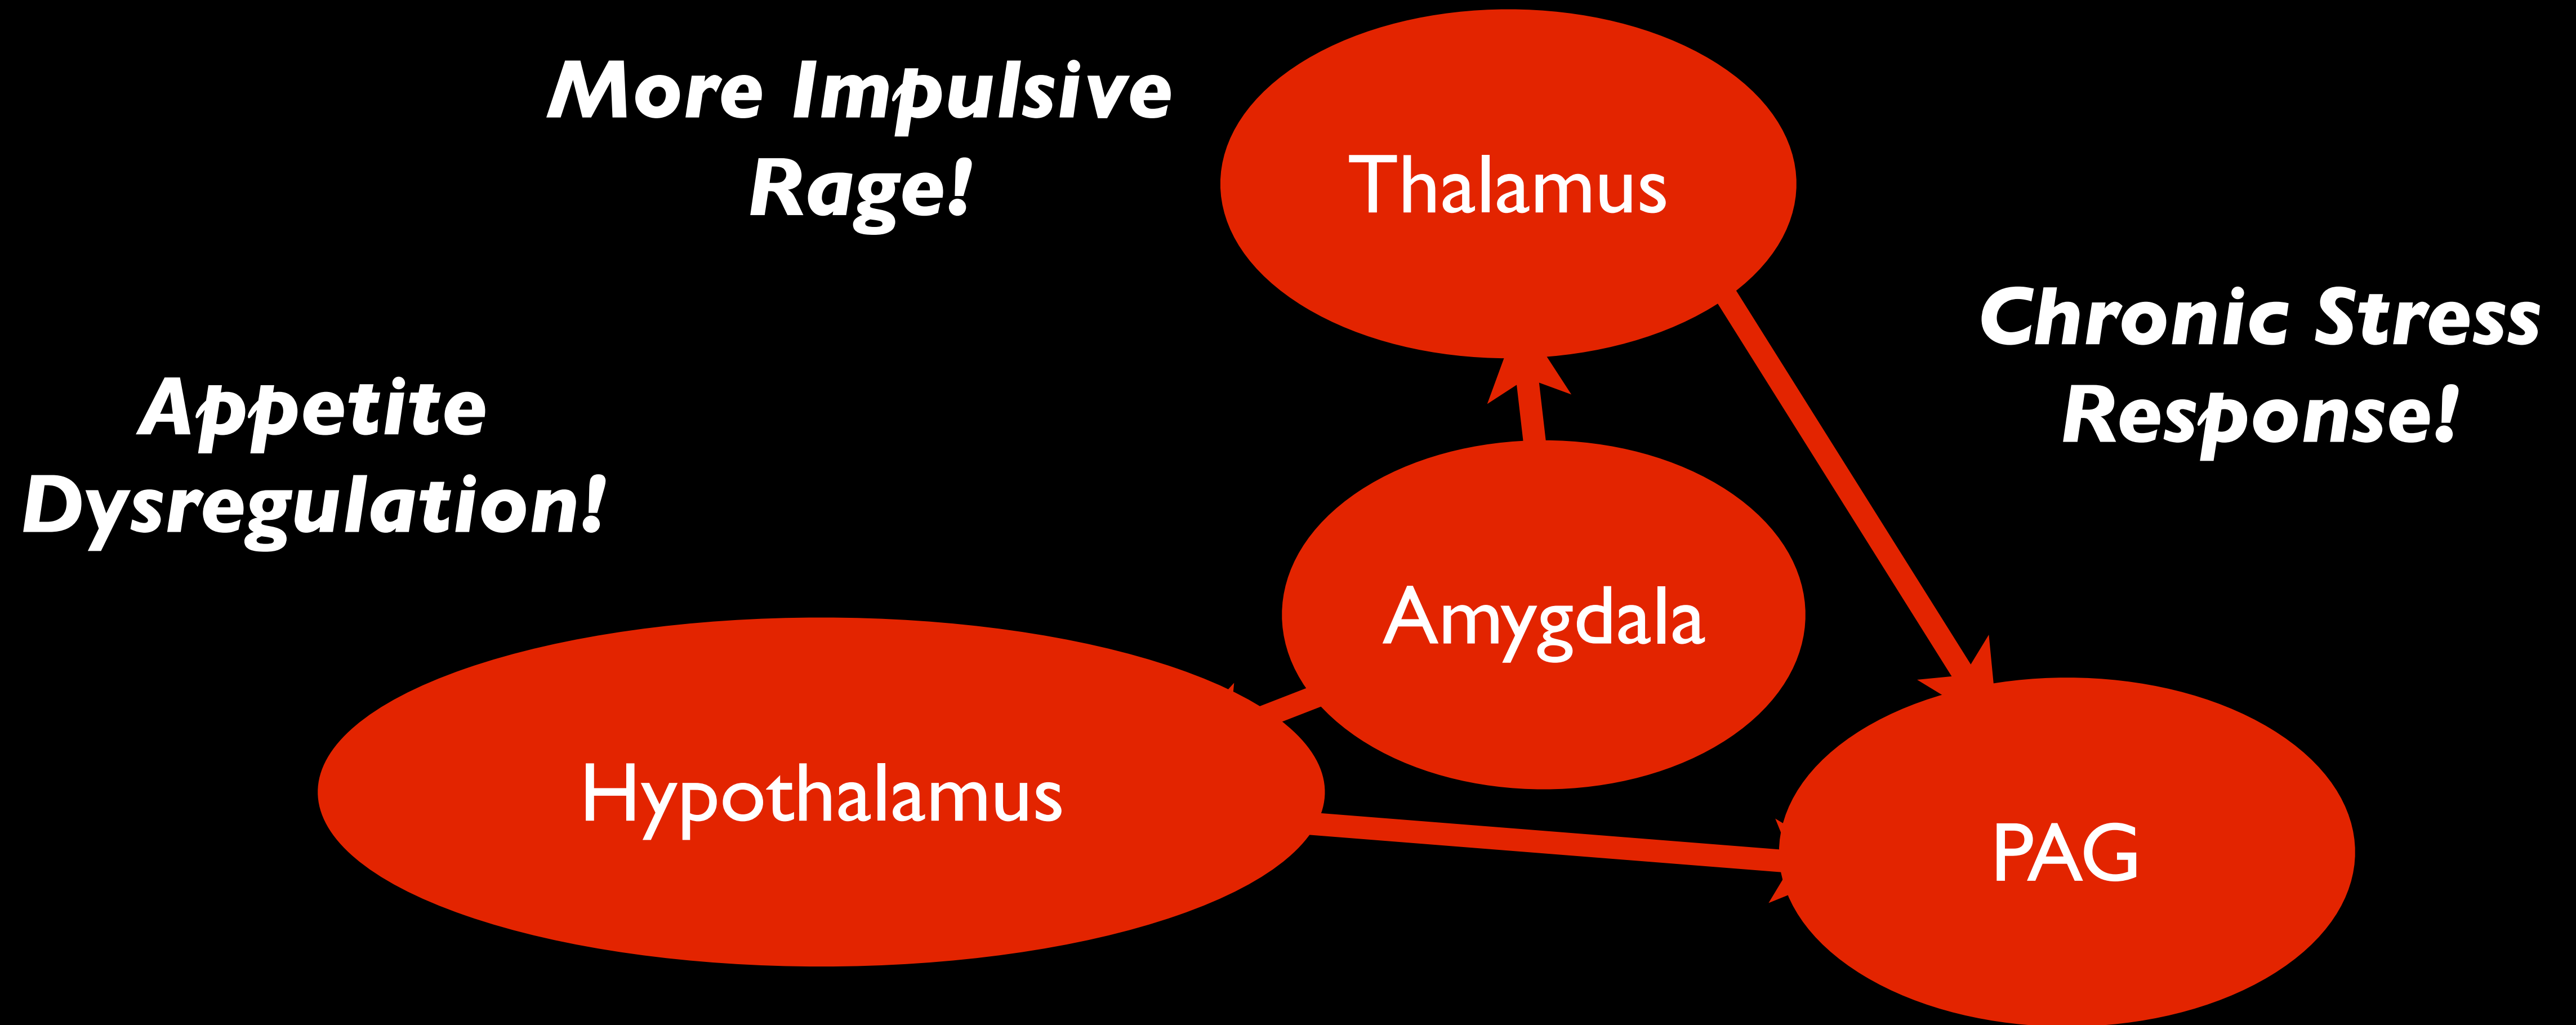 More Impulsive
Rage!
Thalamus
Chronic Stress
Response!
Appetite
Dysregulation!
Amygdala
Hypothalamus
PAG